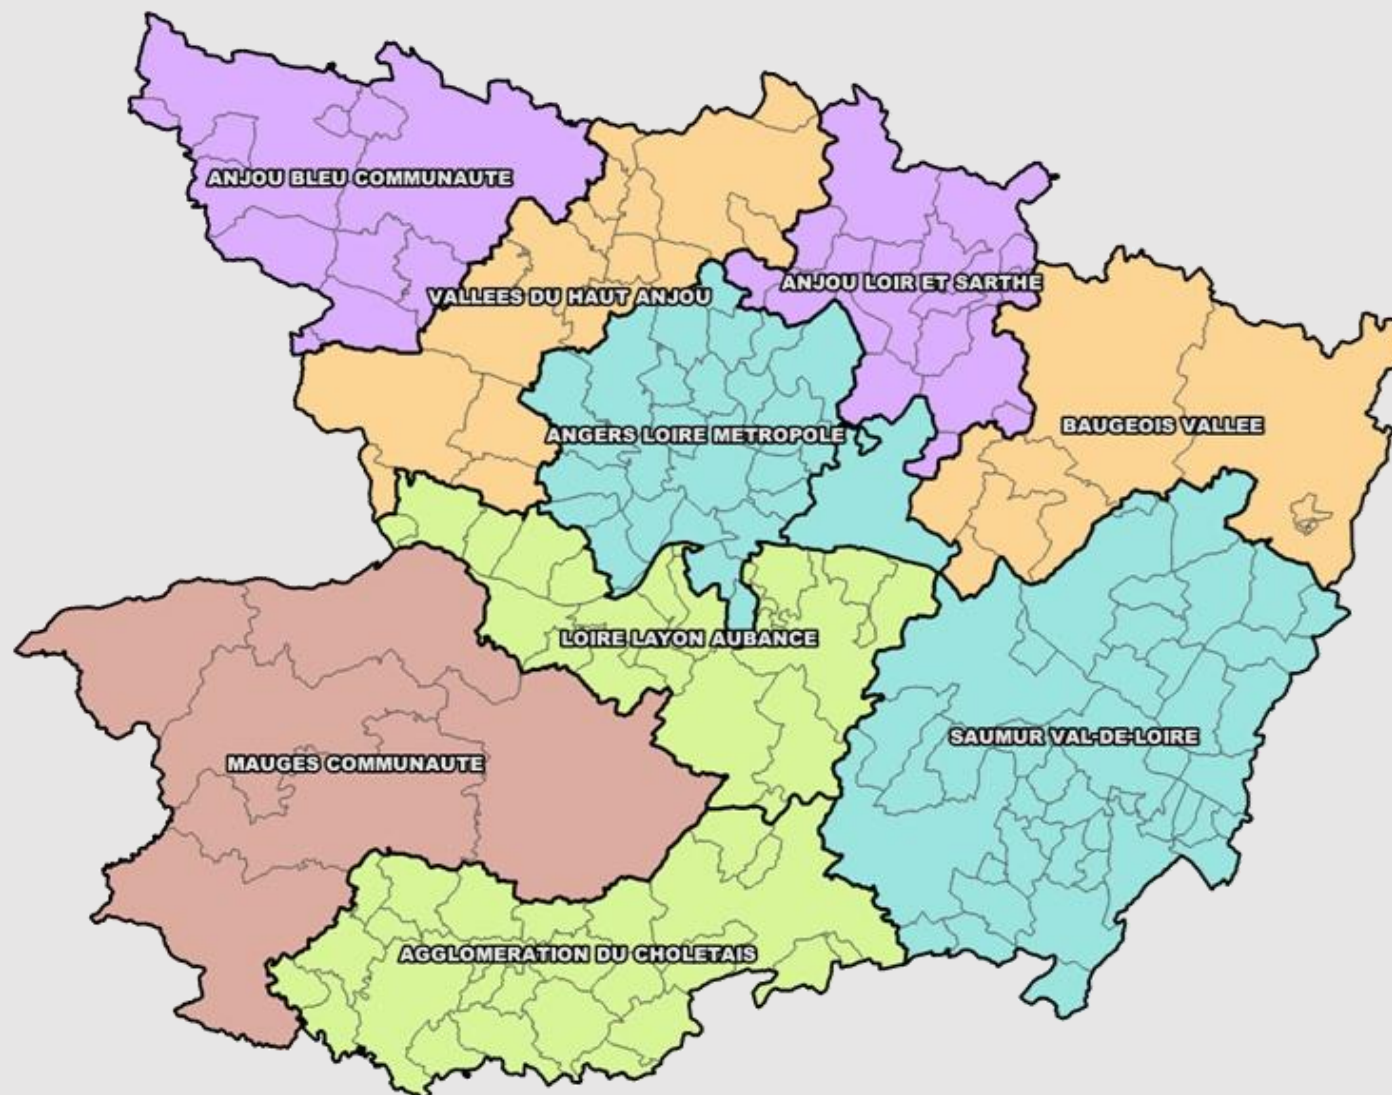 ANJOU BLEU COMMUNAUTE
ANJOU LOIR ET SARTHE
VALLEES DU HAUT ANJOU
BAUGEOIS VALLEE
ANGERS LOIRE METROPOLE
LOIRE LAYON AUBANCE
SAUMUR VAL-DE-LOIRE
MAUGES COMMUNAUTE
AGGLOMERATION DU CHOLETAIS